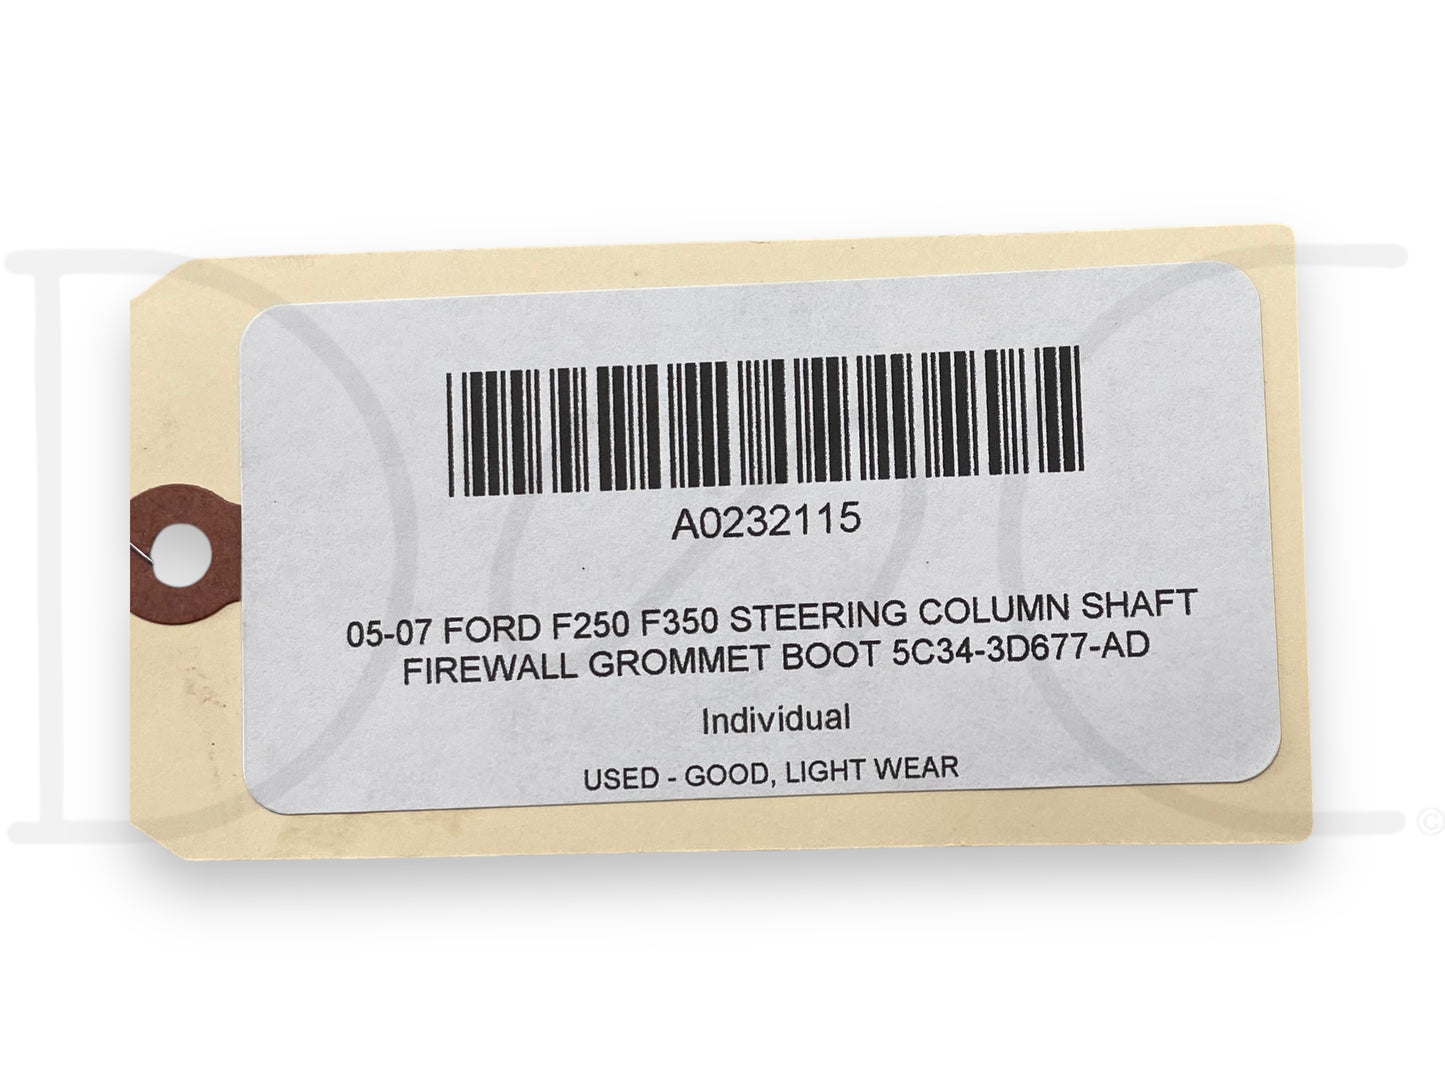 A0232115
05-07 FORD F250 F350 STEERING COLUMN SHAFT
FIREWALL GROMMET BOOT 5C34-3D677-AD
Individual
USED - GOOD, LIGHT WEAR
©